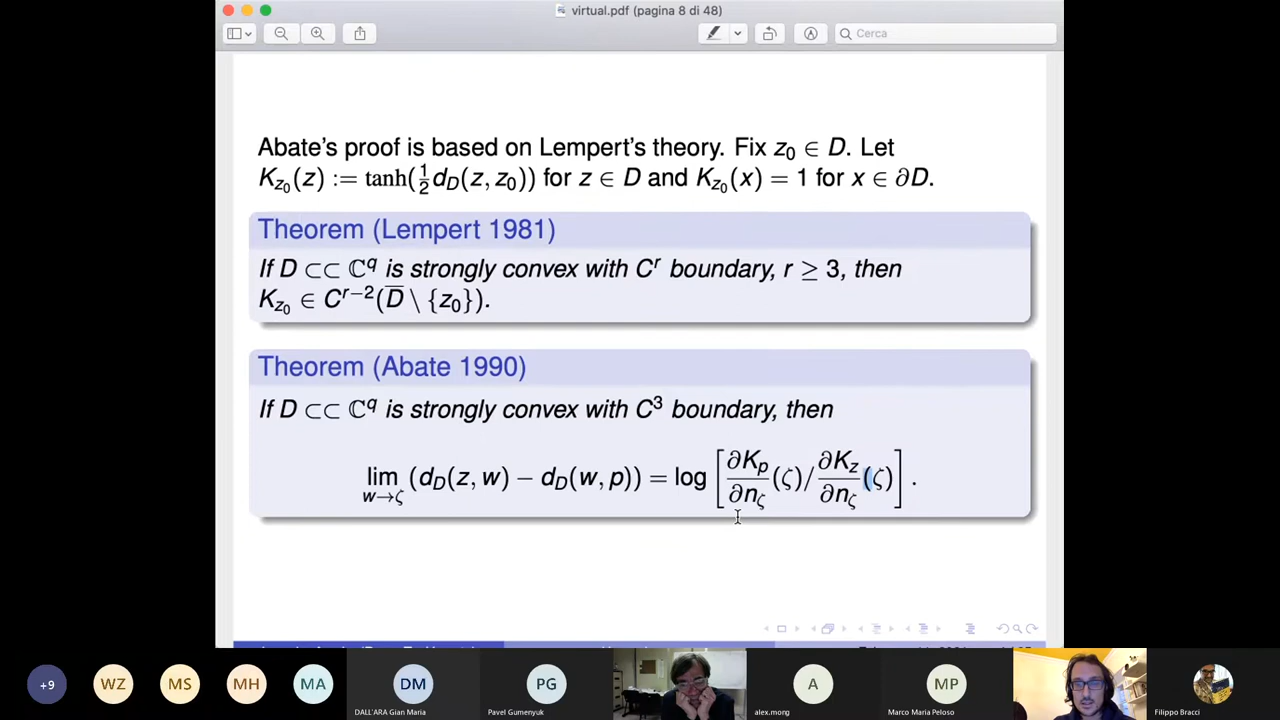 virtual.pdf (pagina 8 di 48)
Cerca
Abate's proof is based on Lempert's theory. Fix z₀ ∈ D. Let
K_{z₀}(z) := tanh(½d_D(z, z₀)) for z ∈ D and K_{z₀}(x) = 1 for x ∈ ∂D.
Theorem (Lempert 1981)
If D ⊂⊂ ℂ^q is strongly convex with C^r boundary, r ≥ 3, then
K_{z₀} ∈ C^{r−2}(D̅ \ {z₀}).
Theorem (Abate 1990)
If D ⊂⊂ ℂ^q is strongly convex with C³ boundary, then
lim_{w→ζ} (d_D(z, w) − d_D(w, p)) = log [∂K_p/∂n_ζ (ζ)/ ∂K_z/∂n_ζ (ζ)] .
+9 WZ MS MH MA DM PG A MP
DALL'ARA Gian Maria Pavel Gumenyuk alex.mong Marco Maria Peloso Filippo Bracci